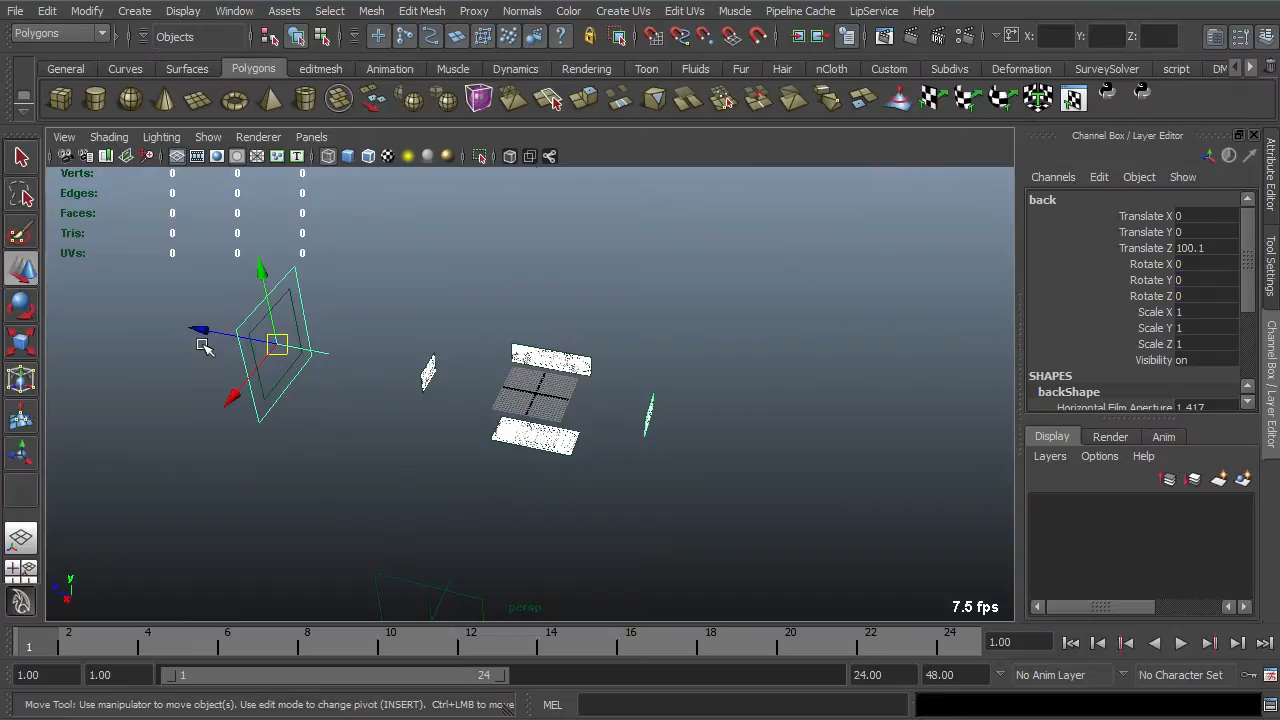 File Edit Modify Create Display Window Assets Select Mesh Edit Mesh Proxy Normals Color Create UVs Edit UVs Muscle Pipeline Cache LipService Help
Polygons Objects X: Y: Z:
General Curves Surfaces Polygons editmesh Animation Muscle Dynamics Rendering Toon Fluids Fur Hair nCloth Custom Subdivs Deformation SurveySolver script DM
View Shading Lighting Show Renderer Panels
Channel Box / Layer Editor
Verts: 0 0 0
Edges: 0 0 0
Faces: 0 0 0
Tris: 0 0 0
UVs: 0 0 0
persp
7.5 fps
y
x
Channels Edit Object Show
back
Translate X 0
Translate Y 0
Translate Z 100.1
Rotate X 0
Rotate Y 0
Rotate Z 0
Scale X 1
Scale Y 1
Scale Z 1
Visibility on
SHAPES
backShape
Horizontal Film Aperture 1.417
Display Render Anim
Layers Options Help
Attribute Editor
Tool Settings
Channel Box / Layer Editor
1 2 4 6 8 10 12 14 16 18 20 22 24 1.00
1.00 1.00 1 24 24.00 48.00 No Anim Layer No Character Set
Move Tool: Use manipulator to move object(s). Use edit mode to change pivot (INSERT). Ctrl+LMB to move MEL